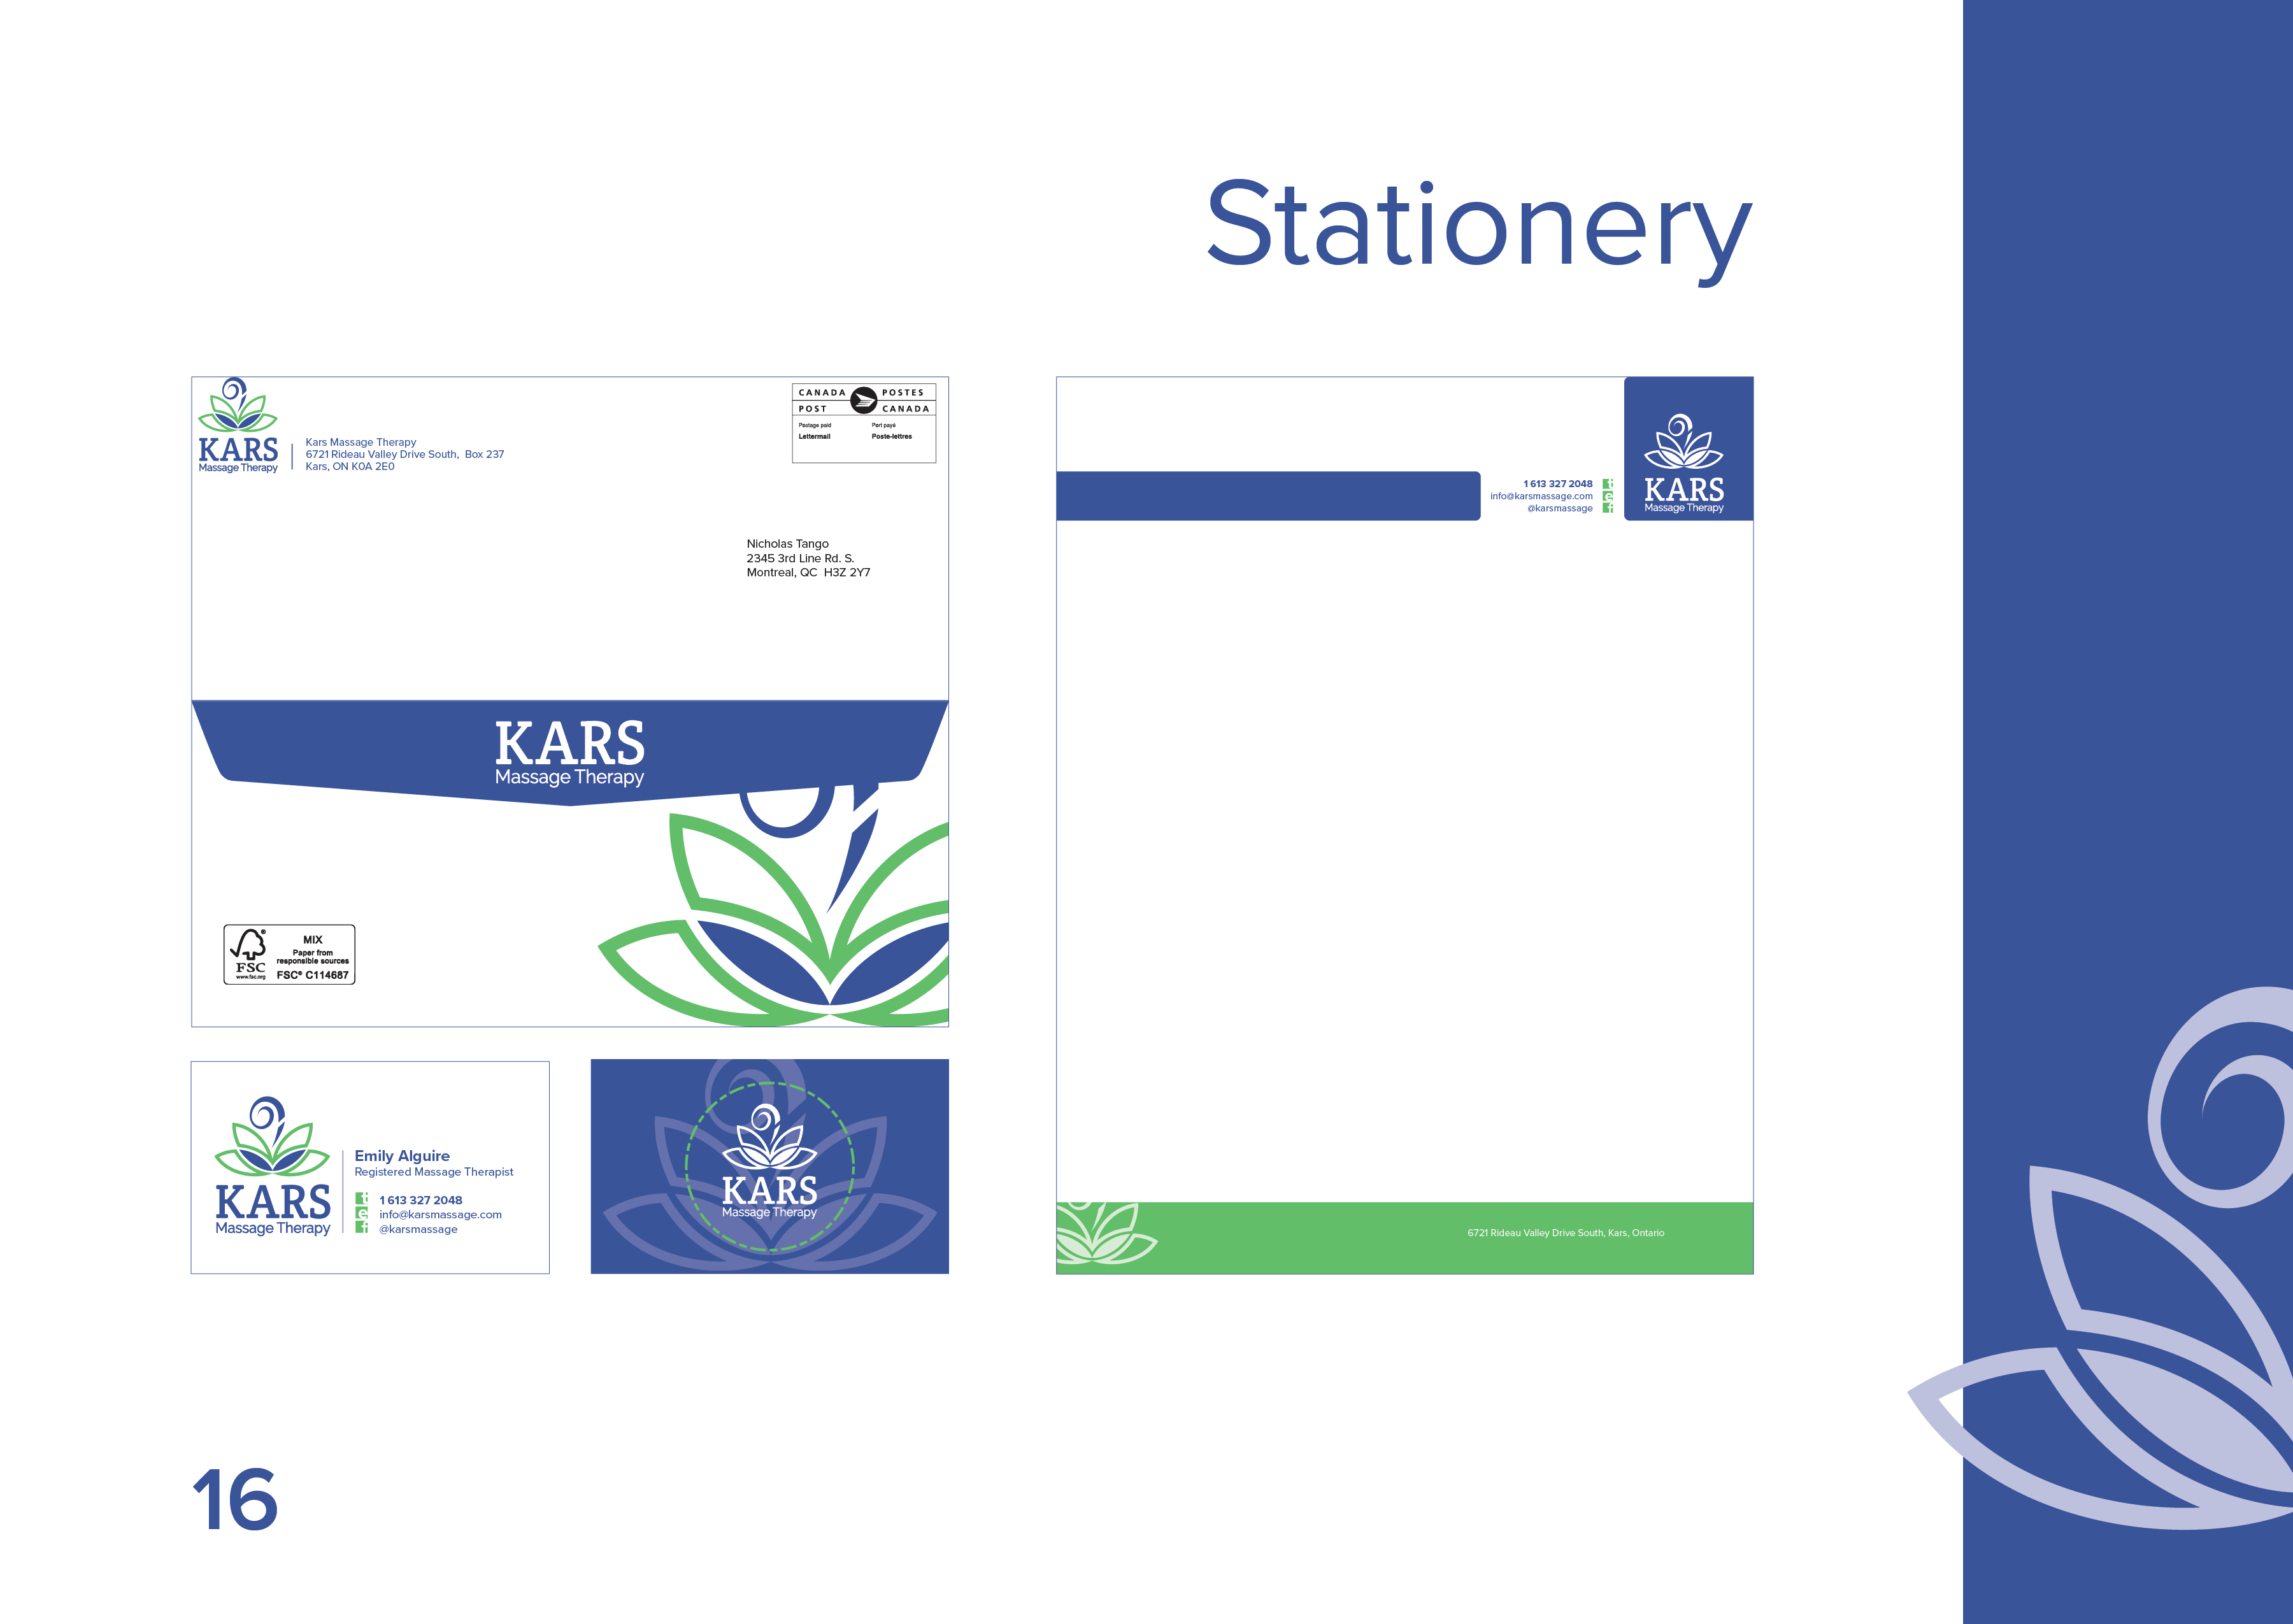 Stationery
KARS
Massage Therapy
Kars Massage Therapy
6721 Rideau Valley Drive South,  Box 237
Kars, ON K0A 2E0
CANADA POSTES
POST CANADA
Postage paid Port payé
Lettermail Poste-lettres
Nicholas Tango
2345 3rd Line Rd. S.
Montreal, QC  H3Z 2Y7
KARS
Massage Therapy
FSC
www.fsc.org
MIX
Paper from
responsible sources
FSC® C114687
1 613 327 2048 t
info@karsmassage.com e
@karsmassage f
KARS
Massage Therapy
6721 Rideau Valley Drive South, Kars, Ontario
KARS
Massage Therapy
Emily Alguire
Registered Massage Therapist
t 1 613 327 2048
e info@karsmassage.com
f @karsmassage
KARS
Massage Therapy
16